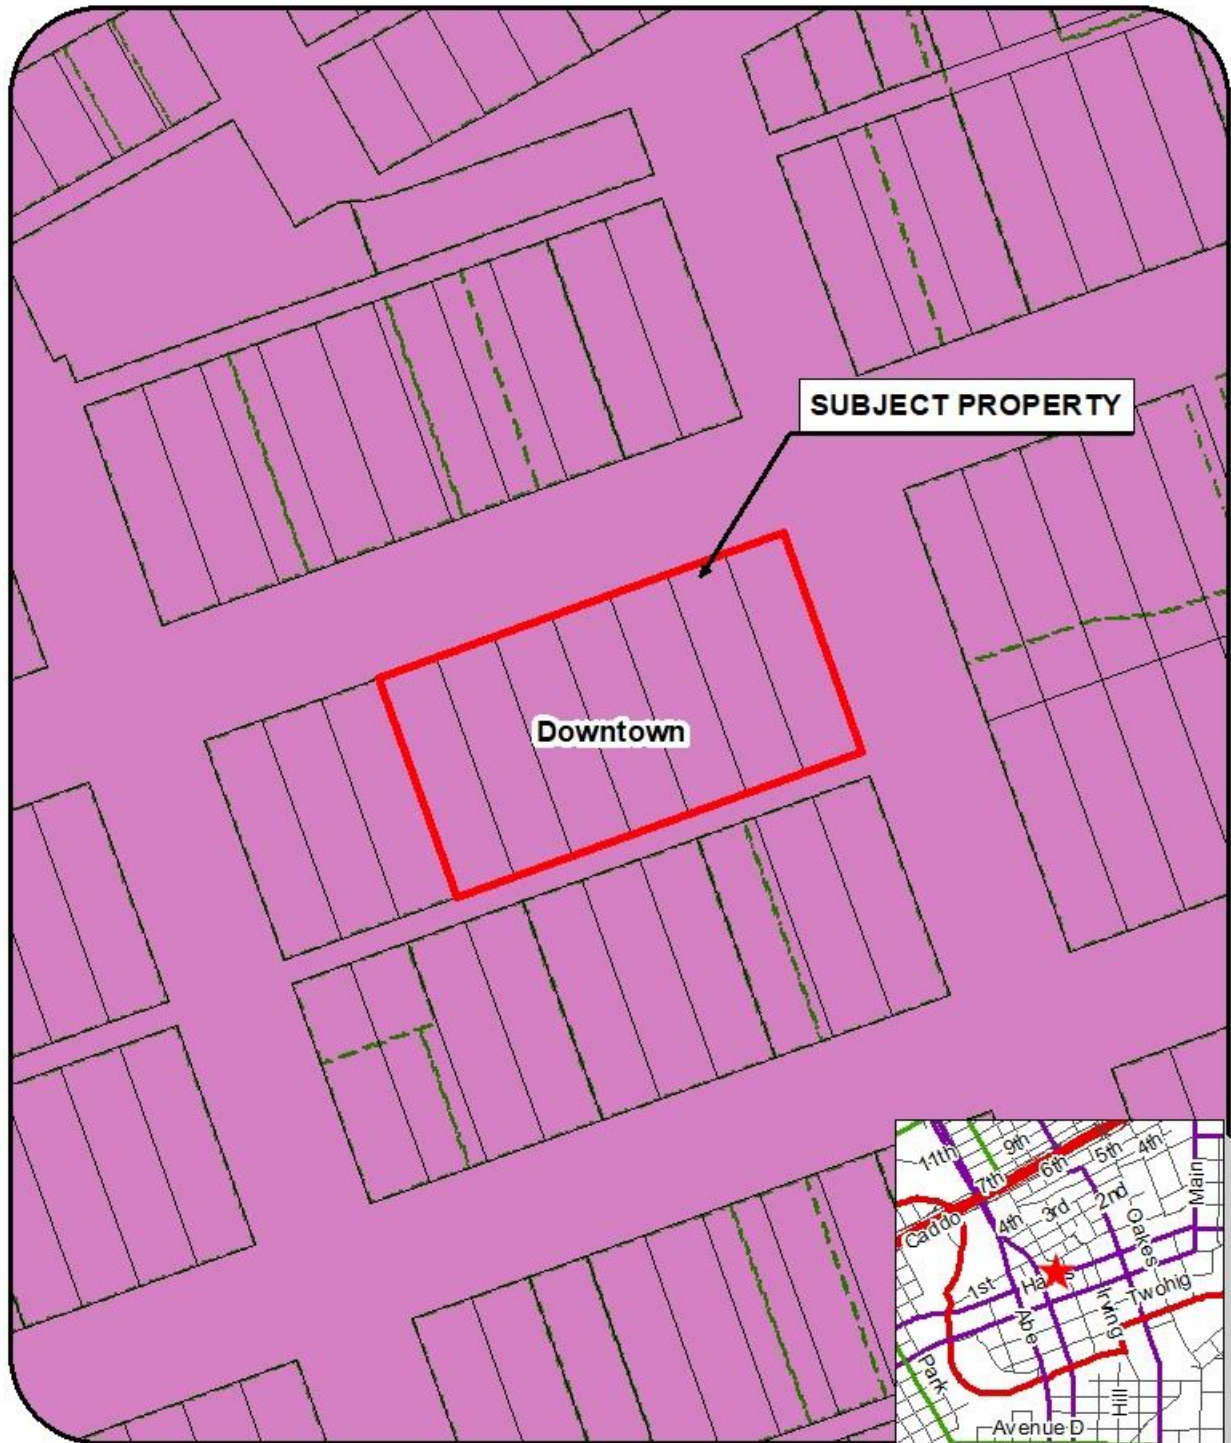 SUBJECT PROPERTY
Downtown
11th
9th
7th
6th
5th
4th
Main
Caddo
4th
3rd
2nd
Oakes
1st
Irving
Twohig
Abe
Park
Hill
Avenue D